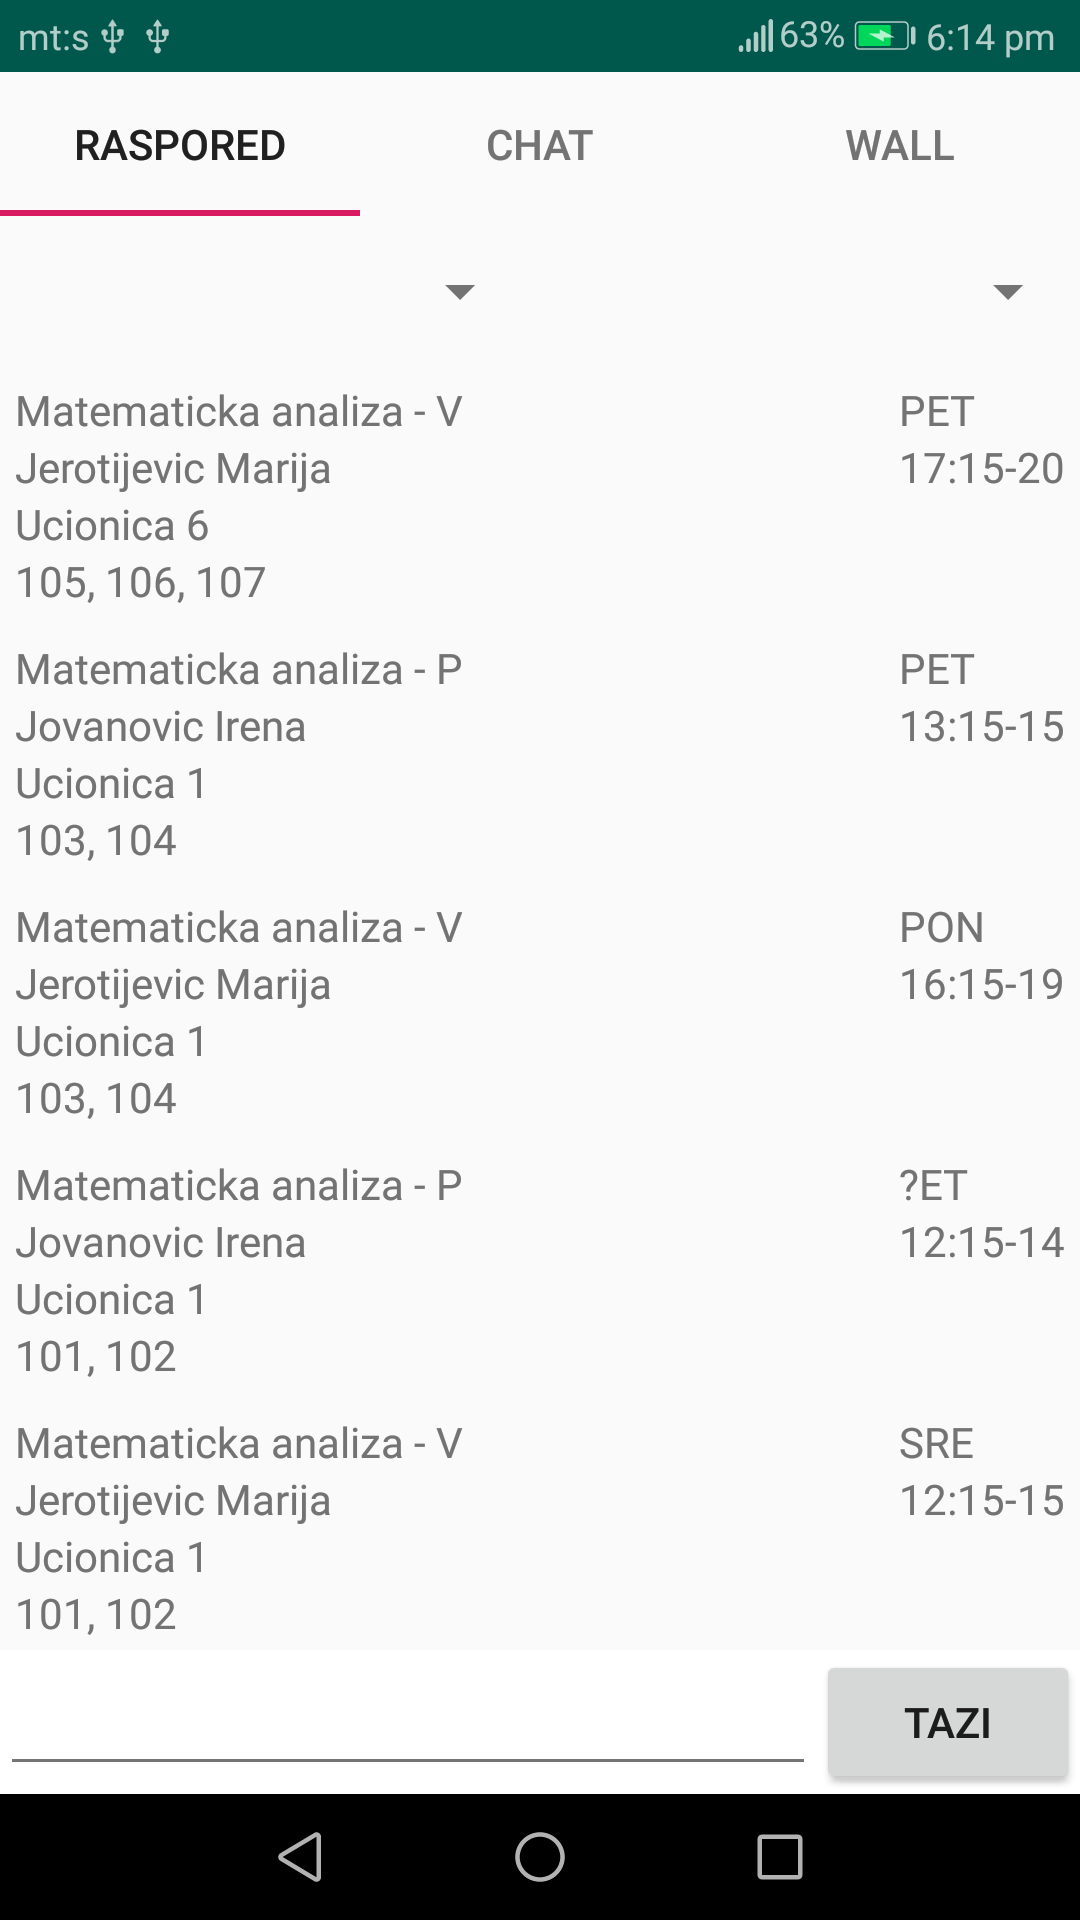 mt:s 63% 6:14 pm
RASPORED CHAT WALL
Matematicka analiza - V PET
Jerotijevic Marija 17:15-20
Ucionica 6
105, 106, 107
Matematicka analiza - P PET
Jovanovic Irena 13:15-15
Ucionica 1
103, 104
Matematicka analiza - V PON
Jerotijevic Marija 16:15-19
Ucionica 1
103, 104
Matematicka analiza - P ?ET
Jovanovic Irena 12:15-14
Ucionica 1
101, 102
Matematicka analiza - V SRE
Jerotijevic Marija 12:15-15
Ucionica 1
101, 102
TAZI